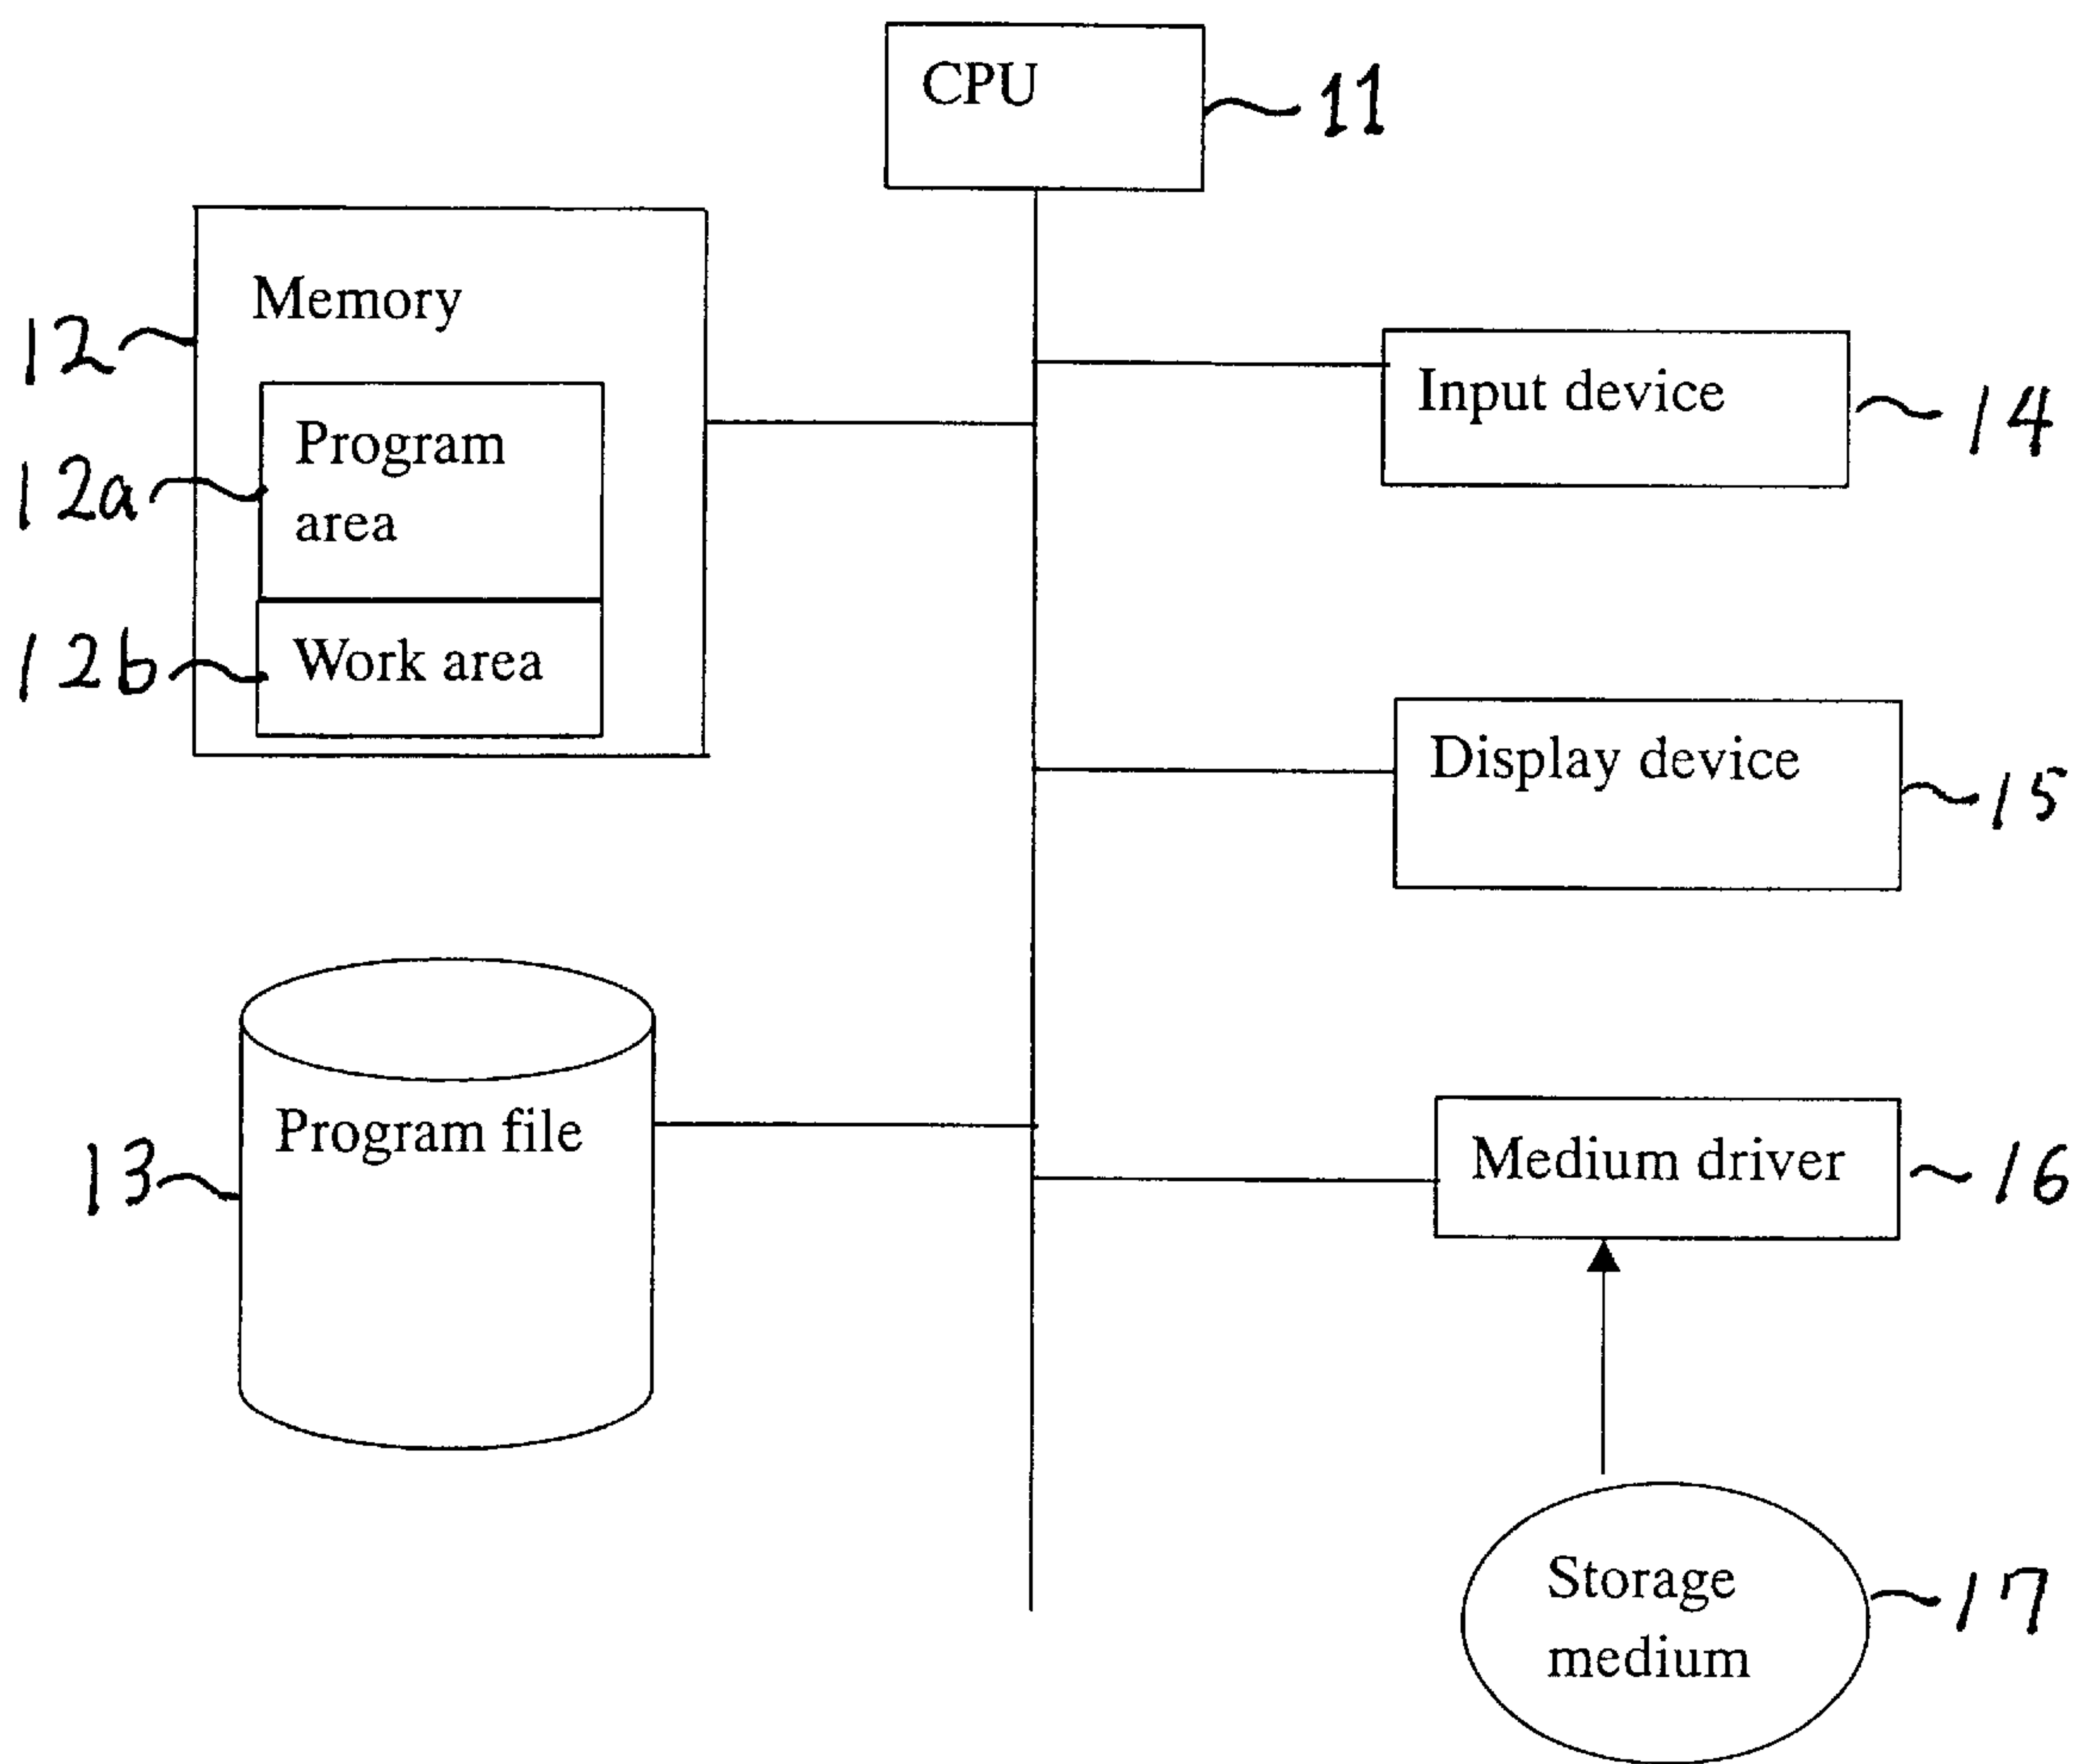 CPU
11
Memory
12
Input device
14
Program
area
12a
Work area
12b
Display device
15
Program file
13
Medium driver
16
Storage
medium
17